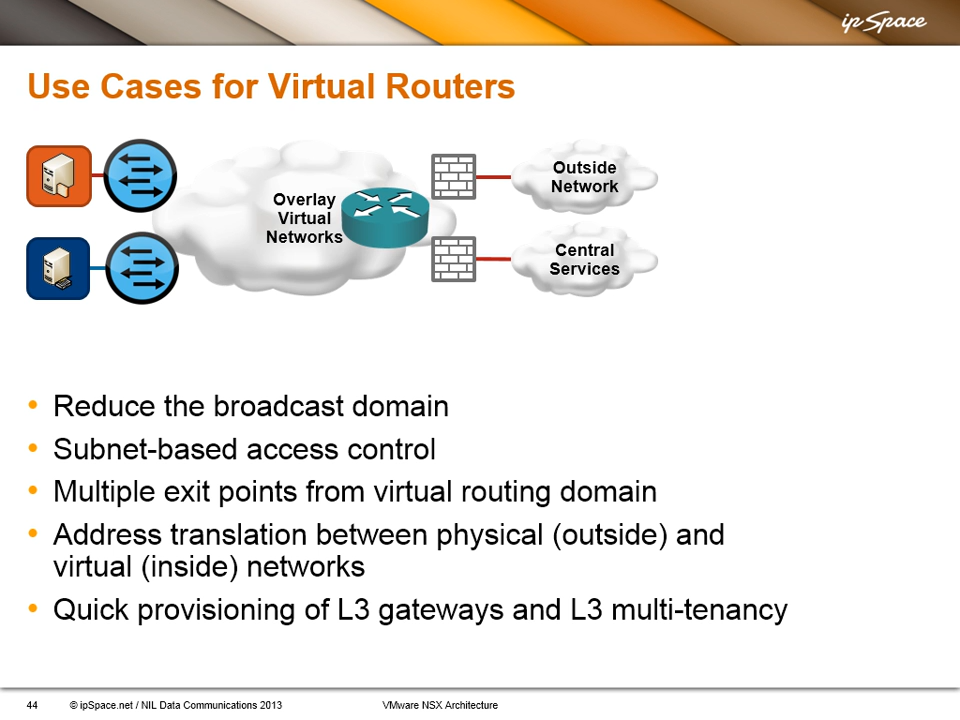 ipSpace
Use Cases for Virtual Routers
Overlay
Virtual
Networks
Outside
Network
Central
Services
• Reduce the broadcast domain
• Subnet-based access control
• Multiple exit points from virtual routing domain
• Address translation between physical (outside) and
virtual (inside) networks
• Quick provisioning of L3 gateways and L3 multi-tenancy
44 © ipSpace.net / NIL Data Communications 2013 VMware NSX Architecture